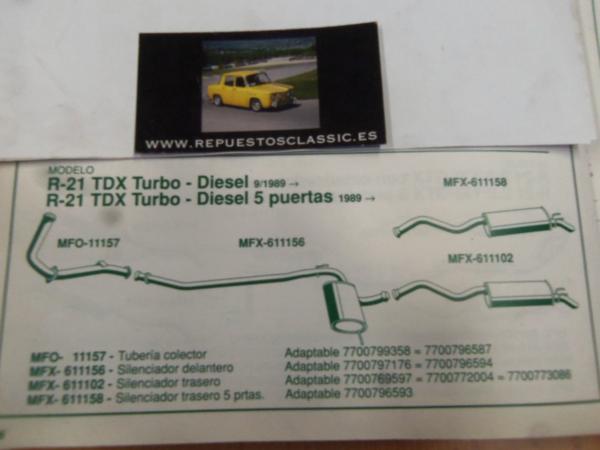 WWW.REPUESTOSCLASSIC.ES
MODELO
R-21 TDX Turbo - Diesel 9/1989 →
R-21 TDX Turbo - Diesel 5 puertas 1989 →
MFX-611158
MFO-11157
MFX-611156
MFX-611102
MFO- 11157 - Tubería colector
Adaptable 7700799358 = 7700796587
MFX- 611156 - Silenciador delantero
Adaptable 7700797176 = 7700796594
MFX- 611102 - Silenciador trasero
Adaptable 7700769597 = 7700772004 = 7700773086
MFX- 611158 - Silenciador trasero 5 prtas.
Adaptable 7700796593